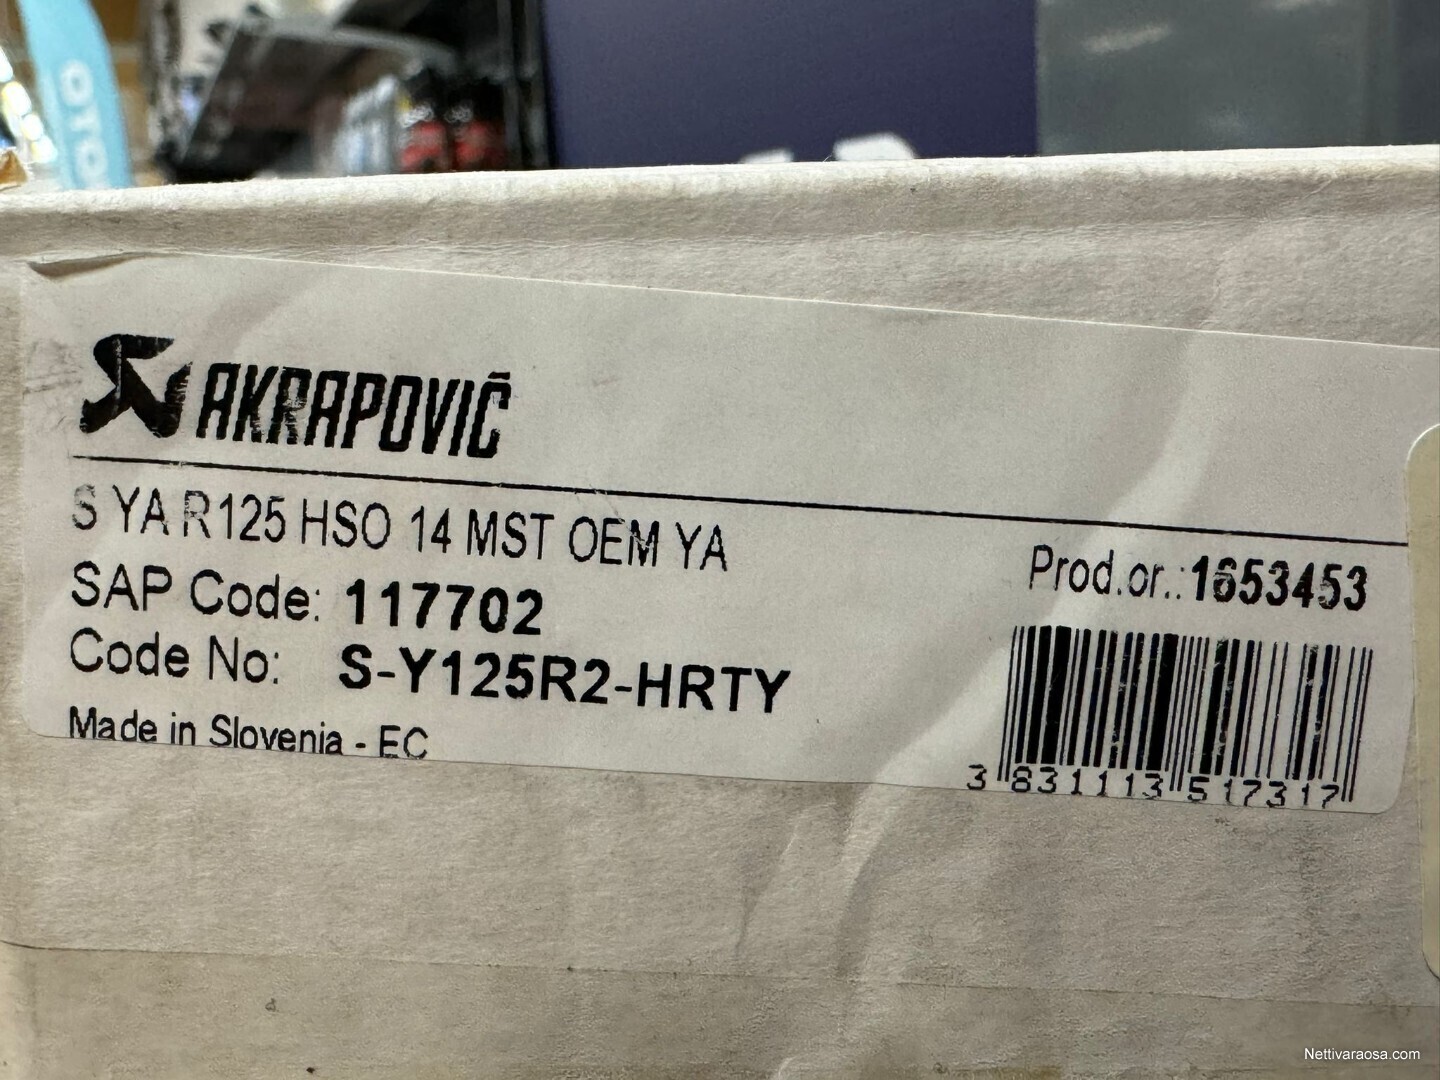 OTO
AKRAPOVIČ
S YA R125 HSO 14 MST OEM YA
SAP Code: 117702
Code No: S-Y125R2-HRTY
Made in Slovenia - EC
Prod.or.:1653453
3 831113 517317
Nettivaraosa.com